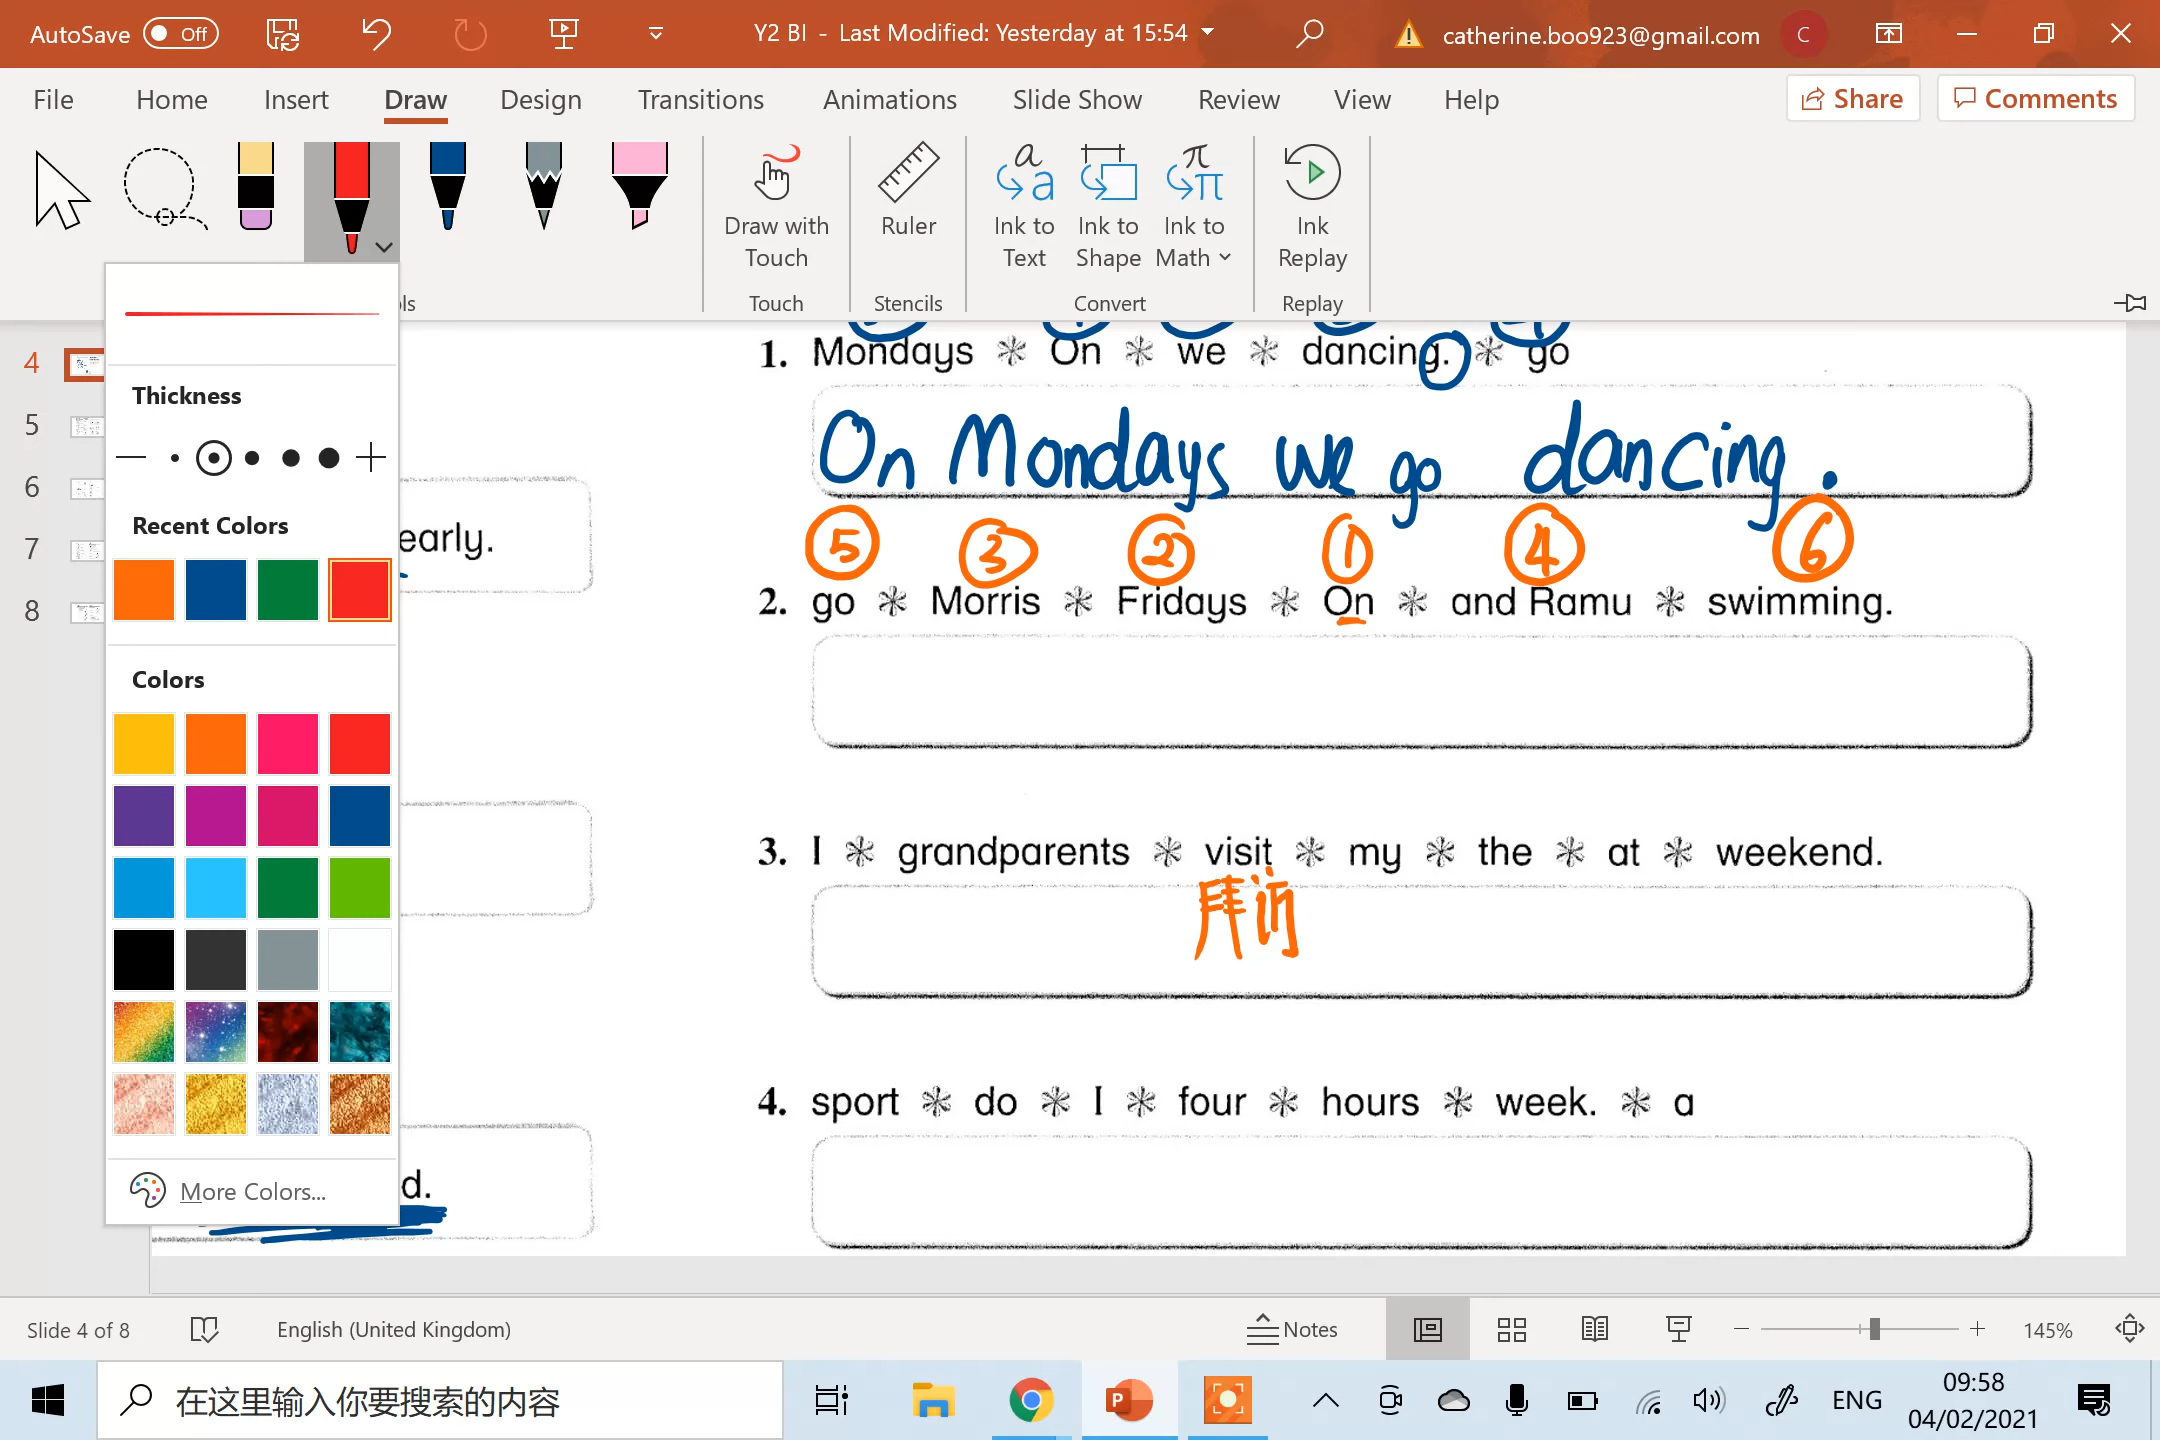 AutoSave Off Y2 BI - Last Modified: Yesterday at 15:54 catherine.boo923@gmail.com C
File Home Insert Draw Design Transitions Animations Slide Show Review View Help Share Comments
Draw with Touch Ruler Ink to Text Ink to Shape Ink to Math Ink Replay
ls Touch Stencils Convert Replay
Thickness
Recent Colors
Colors
More Colors...
4
5
6
7
8
early.
d.
1. Mondays * On * we * dancing. * go
On Mondays we go dancing.
5 3 2 1 4 6
2. go * Morris * Fridays * On * and Ramu * swimming.
3. I * grandparents * visit * my * the * at * weekend.
拜访
4. sport * do * I * four * hours * week. * a
Slide 4 of 8 English (United Kingdom) Notes 145%
在这里输入你要搜索的内容 ENG 09:58
04/02/2021